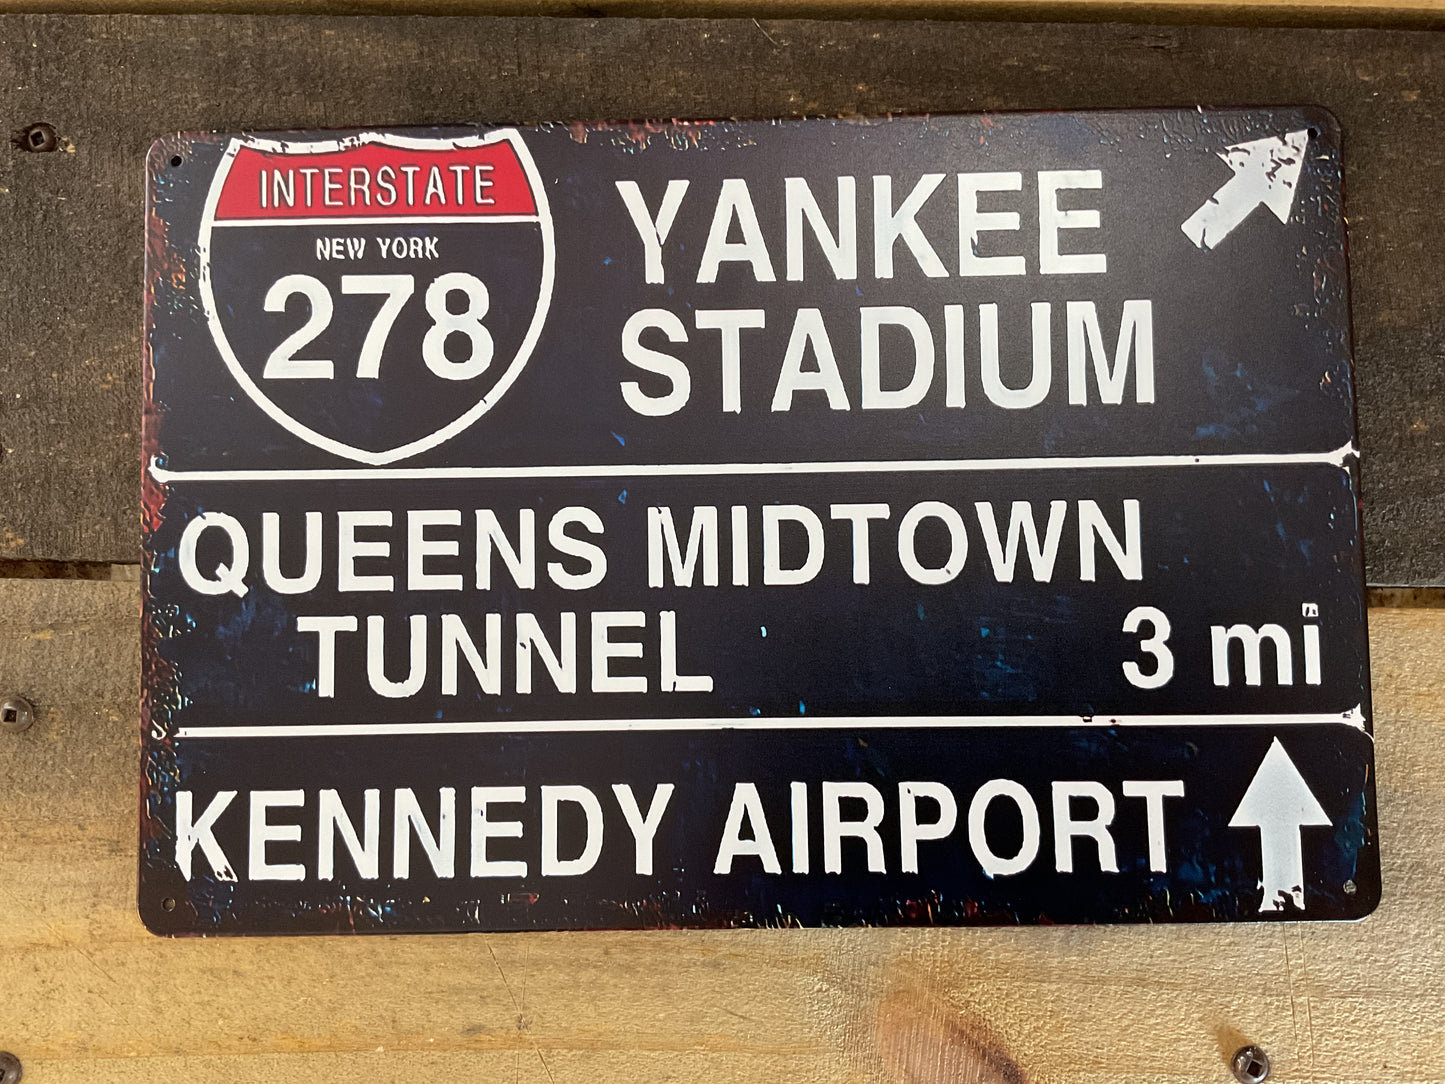 INTERSTATE
NEW YORK
278
YANKEE
STADIUM
QUEENS MIDTOWN
TUNNEL 3 mi
KENNEDY AIRPORT